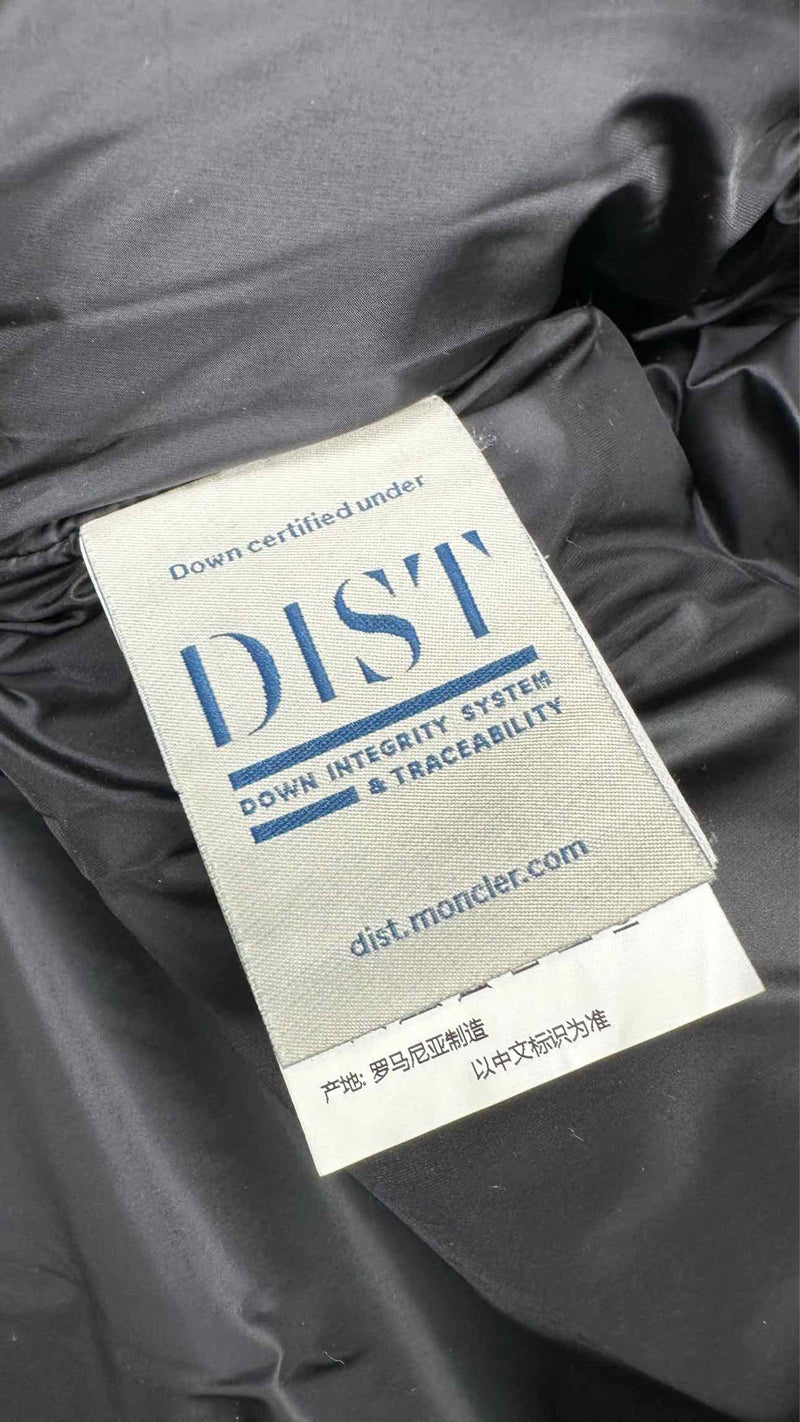 Down certified under
DIST
DOWN INTEGRITY SYSTEM
& TRACEABILITY
dist.moncler.com
产地: 罗马尼亚制造
以中文标识为准